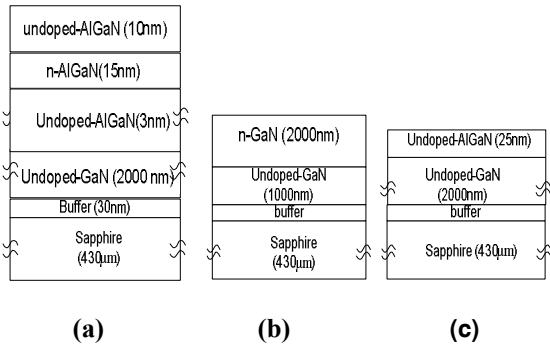 undoped-AlGaN (10nm)
n-AlGaN(15nm)
Undoped-AlGaN(3nm)
Undoped-GaN (2000 nm)
Buffer (30nm)
Sapphire
(430μm)
(a)
n-GaN (2000nm)
Undoped-GaN
(1000nm)
buffer
Sapphire
(430μm)
(b)
Undoped-AlGaN (25nm)
Undoped-GaN
(2000nm)
buffer
Sapphire (430μm)
(c)